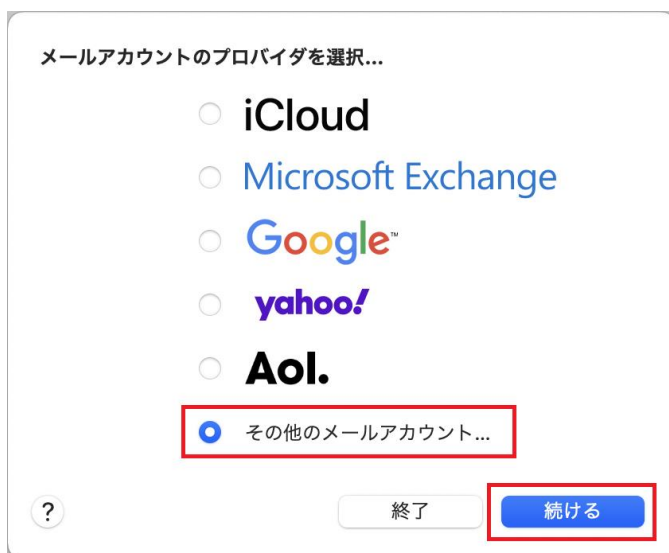 メールアカウントのプロバイダを選択...
iCloud
Microsoft Exchange
Google™
yahoo!
Aol.
その他のメールアカウント...
? 終了 続ける